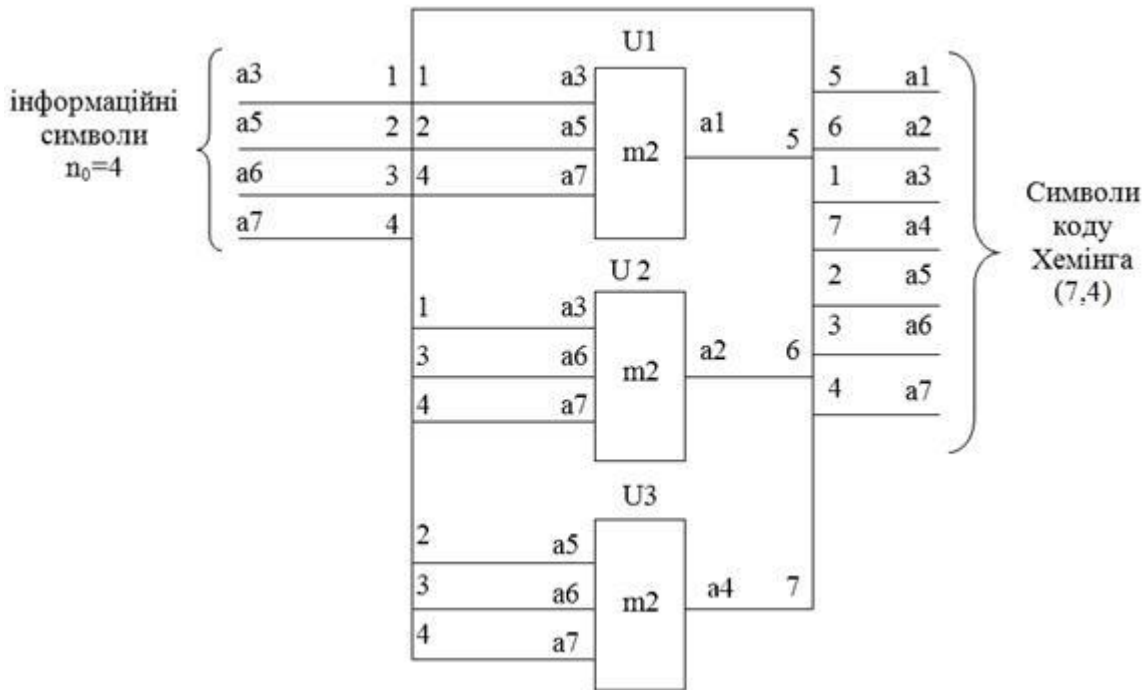 U1
a3 1 1 a3 5 a1
інформаційні
символи
n₀=4
a5 2 2 a5 m2 a1 5 6 a2
a6 3 4 a7 1 a3
a7 4 7 a4
Символи
коду
Хемінга
(7,4)
U 2
2 a5
1 a3 3 a6
3 a6 m2 a2 6
4 a7 4 a7
U3
2 a5
3 a6 m2 a4 7
4 a7